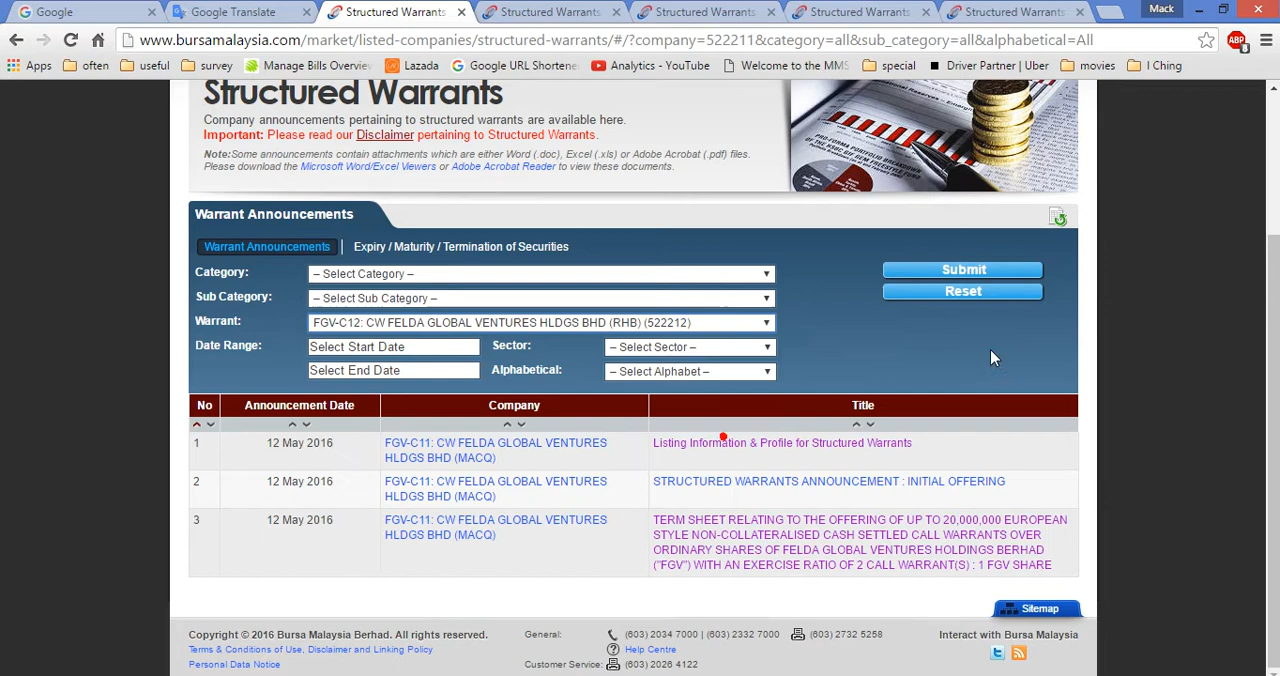 Google
Google Translate
Structured Warrants
Structured Warrants
Structured Warrants
Structured Warrants
Structured Warrants
Mack
www.bursamalaysia.com/market/listed-companies/structured-warrants/#/?company=522211&category=all&sub_category=all&alphabetical=All
ABP
Apps often useful survey Manage Bills Overview Lazada Google URL Shortene Analytics - YouTube Welcome to the MMS special Driver Partner | Uber movies I Ching
Structured Warrants
Company announcements pertaining to structured warrants are available here.
Important: Please read our Disclaimer pertaining to Structured Warrants.
Note:Some announcements contain attachments which are either Word (.doc), Excel (.xls) or Adobe Acrobat (.pdf) files.
Please download the Microsoft Word/Excel Viewers or Adobe Acrobat Reader to view these documents.
Warrant Announcements
Warrant Announcements | Expiry / Maturity / Termination of Securities
Category: – Select Category – Submit
Sub Category: – Select Sub Category – Reset
Warrant: FGV-C12: CW FELDA GLOBAL VENTURES HLDGS BHD (RHB) (522212)
Date Range: Select Start Date Sector: – Select Sector –
Select End Date Alphabetical: – Select Alphabet –
No Announcement Date Company Title
1 12 May 2016 FGV-C11: CW FELDA GLOBAL VENTURES Listing Information & Profile for Structured Warrants
HLDGS BHD (MACQ)
2 12 May 2016 FGV-C11: CW FELDA GLOBAL VENTURES STRUCTURED WARRANTS ANNOUNCEMENT : INITIAL OFFERING
HLDGS BHD (MACQ)
3 12 May 2016 FGV-C11: CW FELDA GLOBAL VENTURES TERM SHEET RELATING TO THE OFFERING OF UP TO 20,000,000 EUROPEAN
HLDGS BHD (MACQ) STYLE NON-COLLATERALISED CASH SETTLED CALL WARRANTS OVER
ORDINARY SHARES OF FELDA GLOBAL VENTURES HOLDINGS BERHAD
("FGV") WITH AN EXERCISE RATIO OF 2 CALL WARRANT(S) : 1 FGV SHARE
Sitemap
Copyright © 2016 Bursa Malaysia Berhad. All rights reserved. General: (603) 2034 7000 | (603) 2332 7000 (603) 2732 5258 Interact with Bursa Malaysia
Terms & Conditions of Use, Disclaimer and Linking Policy Help Centre
Personal Data Notice Customer Service: (603) 2026 4122